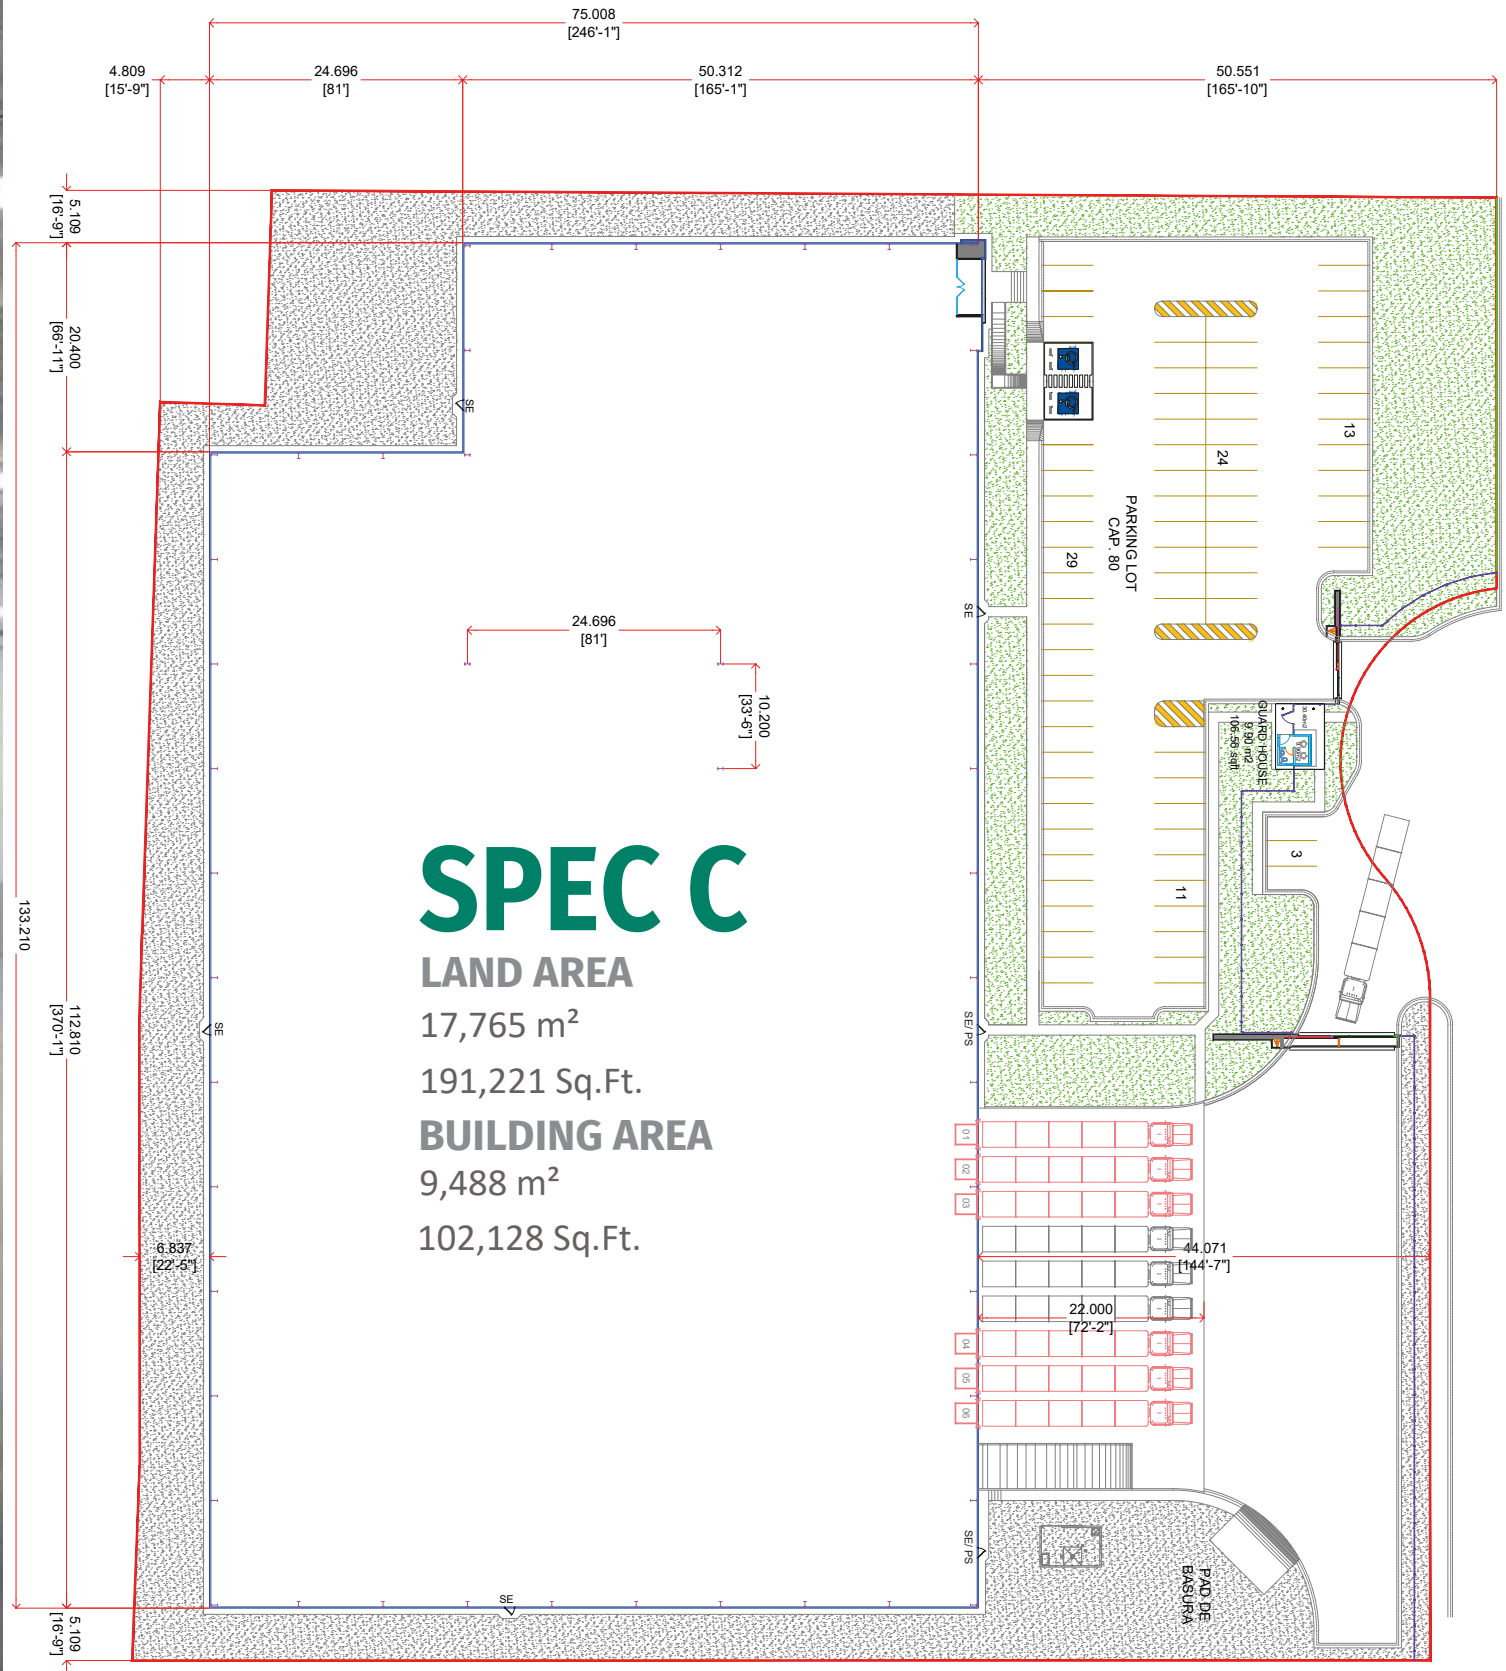 75.008
[246'-1"]
4.809
[15'-9"]
24.696
[81']
50.312
[165'-1"]
50.551
[165'-10"]
5.109
[16'-9"]
20.400
[66'-11"]
133.210
112.810
[370'-1"]
5.109
[16'-9"]
SE
SE
24.696
[81']
10.200
[33'-6"]
SE
13
24
29
PARKING LOT
CAP. 80
GUARD HOUSE
9.90 m2
106.56 sqft
3
11
SPEC C
LAND AREA
17,765 m²
191,221 Sq.Ft.
BUILDING AREA
9,488 m²
102,128 Sq.Ft.
SE/ PS
01
02
03
04
05
06
6.837
[22'-5"]
44.071
[144'-7"]
22.000
[72'-2"]
SE/ PS
SE
PAD DE
BASURA